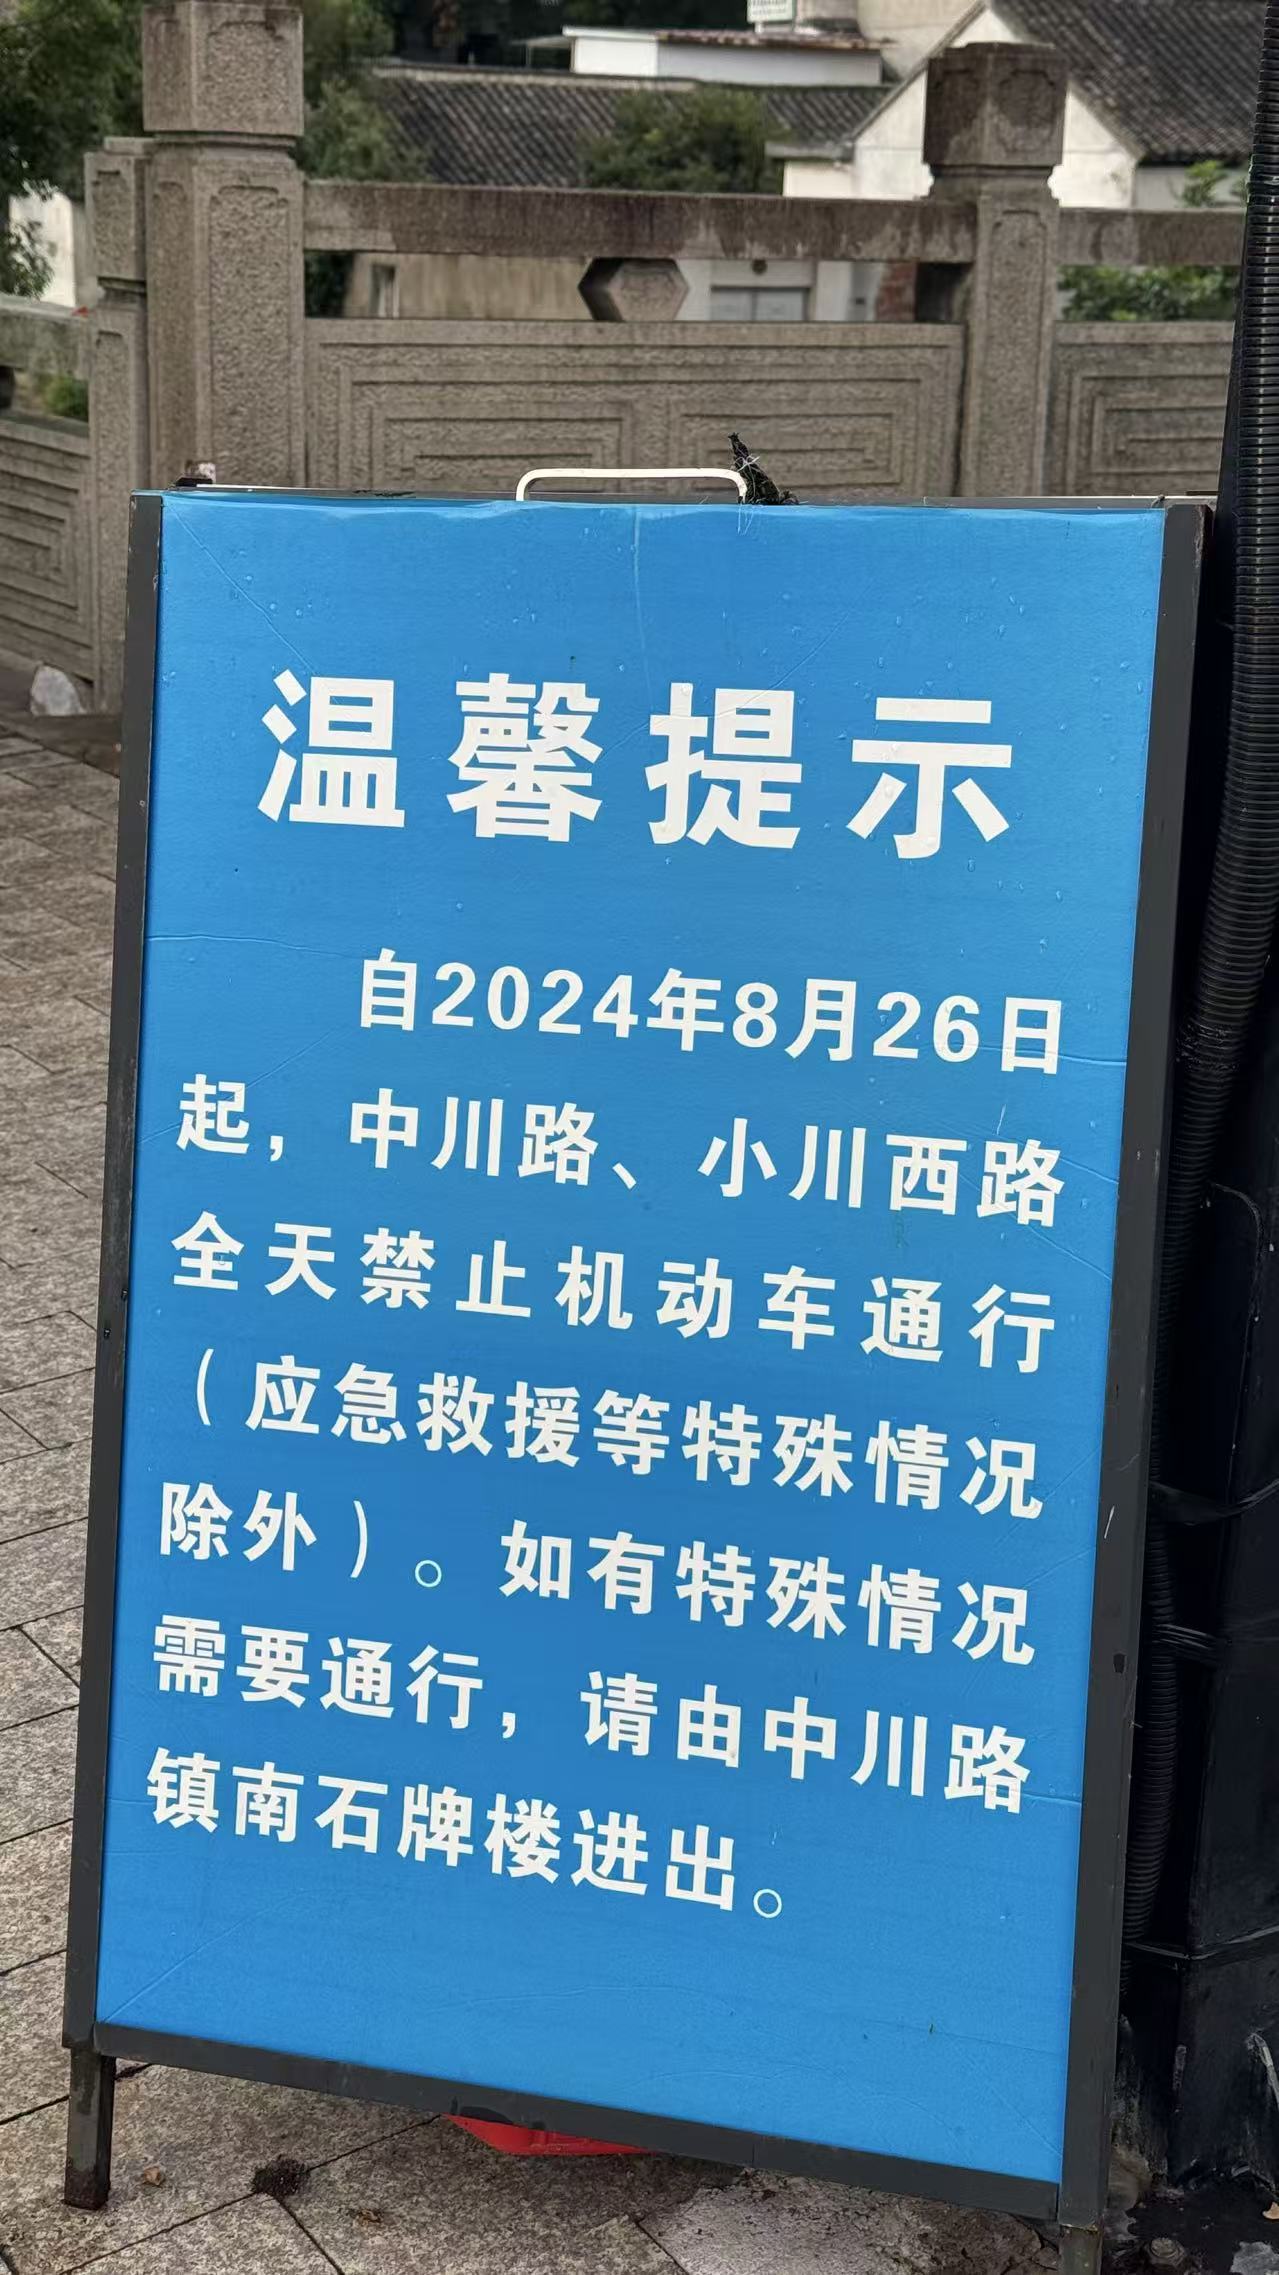 温馨提示
自2024年8月26日
起，中川路、小川西路
全天禁止机动车通行
（应急救援等特殊情况
除外）。如有特殊情况
需要通行，请由中川路
镇南石牌楼进出。